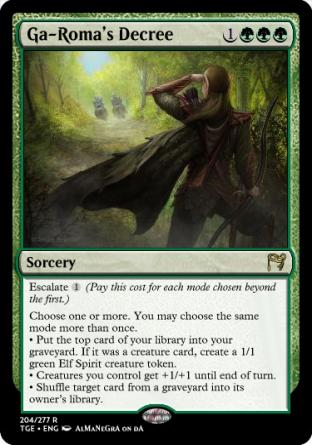 Ga-Roma's Decree 1
Sorcery
Escalate 1 (Pay this cost for each mode chosen beyond
the first.)
Choose one or more. You may choose the same
mode more than once.
• Put the top card of your library into your
graveyard. If it was a creature card, create a 1/1
green Elf Spirit creature token.
• Creatures you control get +1/+1 until end of turn.
• Shuffle target card from a graveyard into its
owner's library.
204/277 R
TGE • ENG ALMANEGRA ON dA